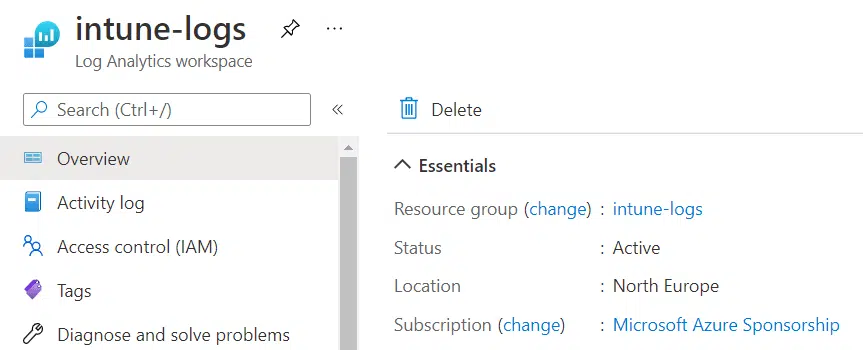 intune-logs
Log Analytics workspace
Search (Ctrl+/)
Overview
Activity log
Access control (IAM)
Tags
Diagnose and solve problems
Delete
Essentials
Resource group (change) : intune-logs
Status : Active
Location : North Europe
Subscription (change) : Microsoft Azure Sponsorship